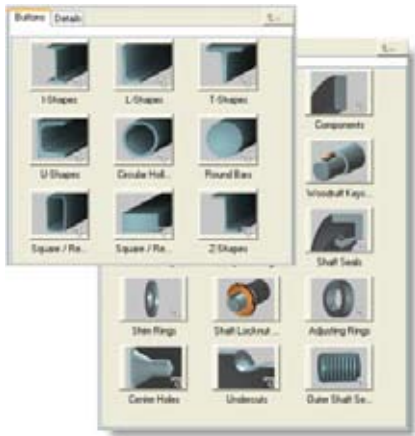 Buttons Details
I-Shapes L-Shapes T-Shapes
U-Shapes Circular Holl... Round Bars
Square / Re... Square / Re... Z-Shapes
Components
Woodruff Keys...
Shaft Seals
Shim Rings Shaft Locknut ... Adjusting Rings
Center Holes Undercuts Outer Shaft Se...